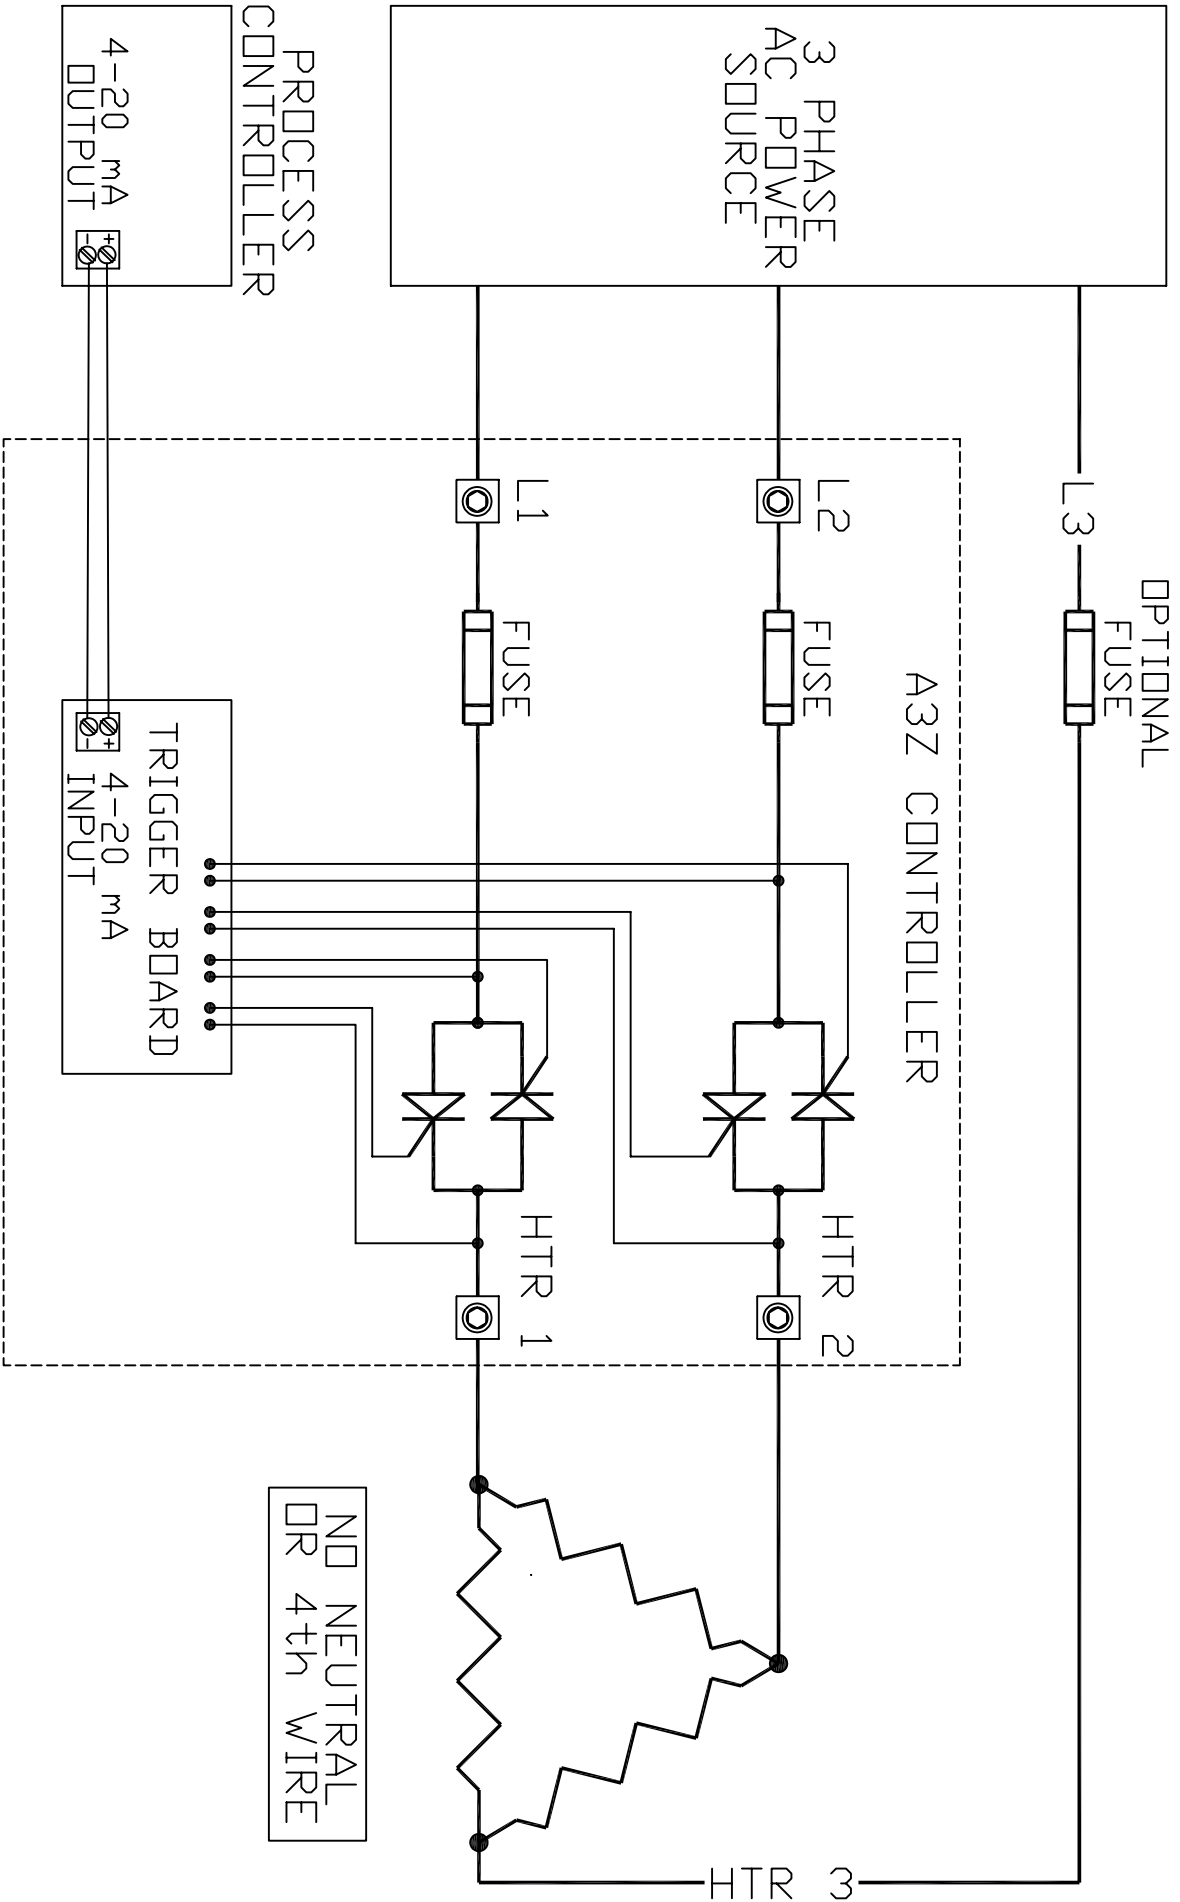 3 PHASE
AC POWER
SOURCE
L3
OPTIONAL
FUSE
HTR 3
A3Z CONTROLLER
L2
FUSE
HTR 2
L1
FUSE
HTR 1
NO NEUTRAL
OR 4th WIRE
PROCESS
CONTROLLER
4-20 mA
OUTPUT
+
-
TRIGGER BOARD
+
-
4-20 mA
INPUT